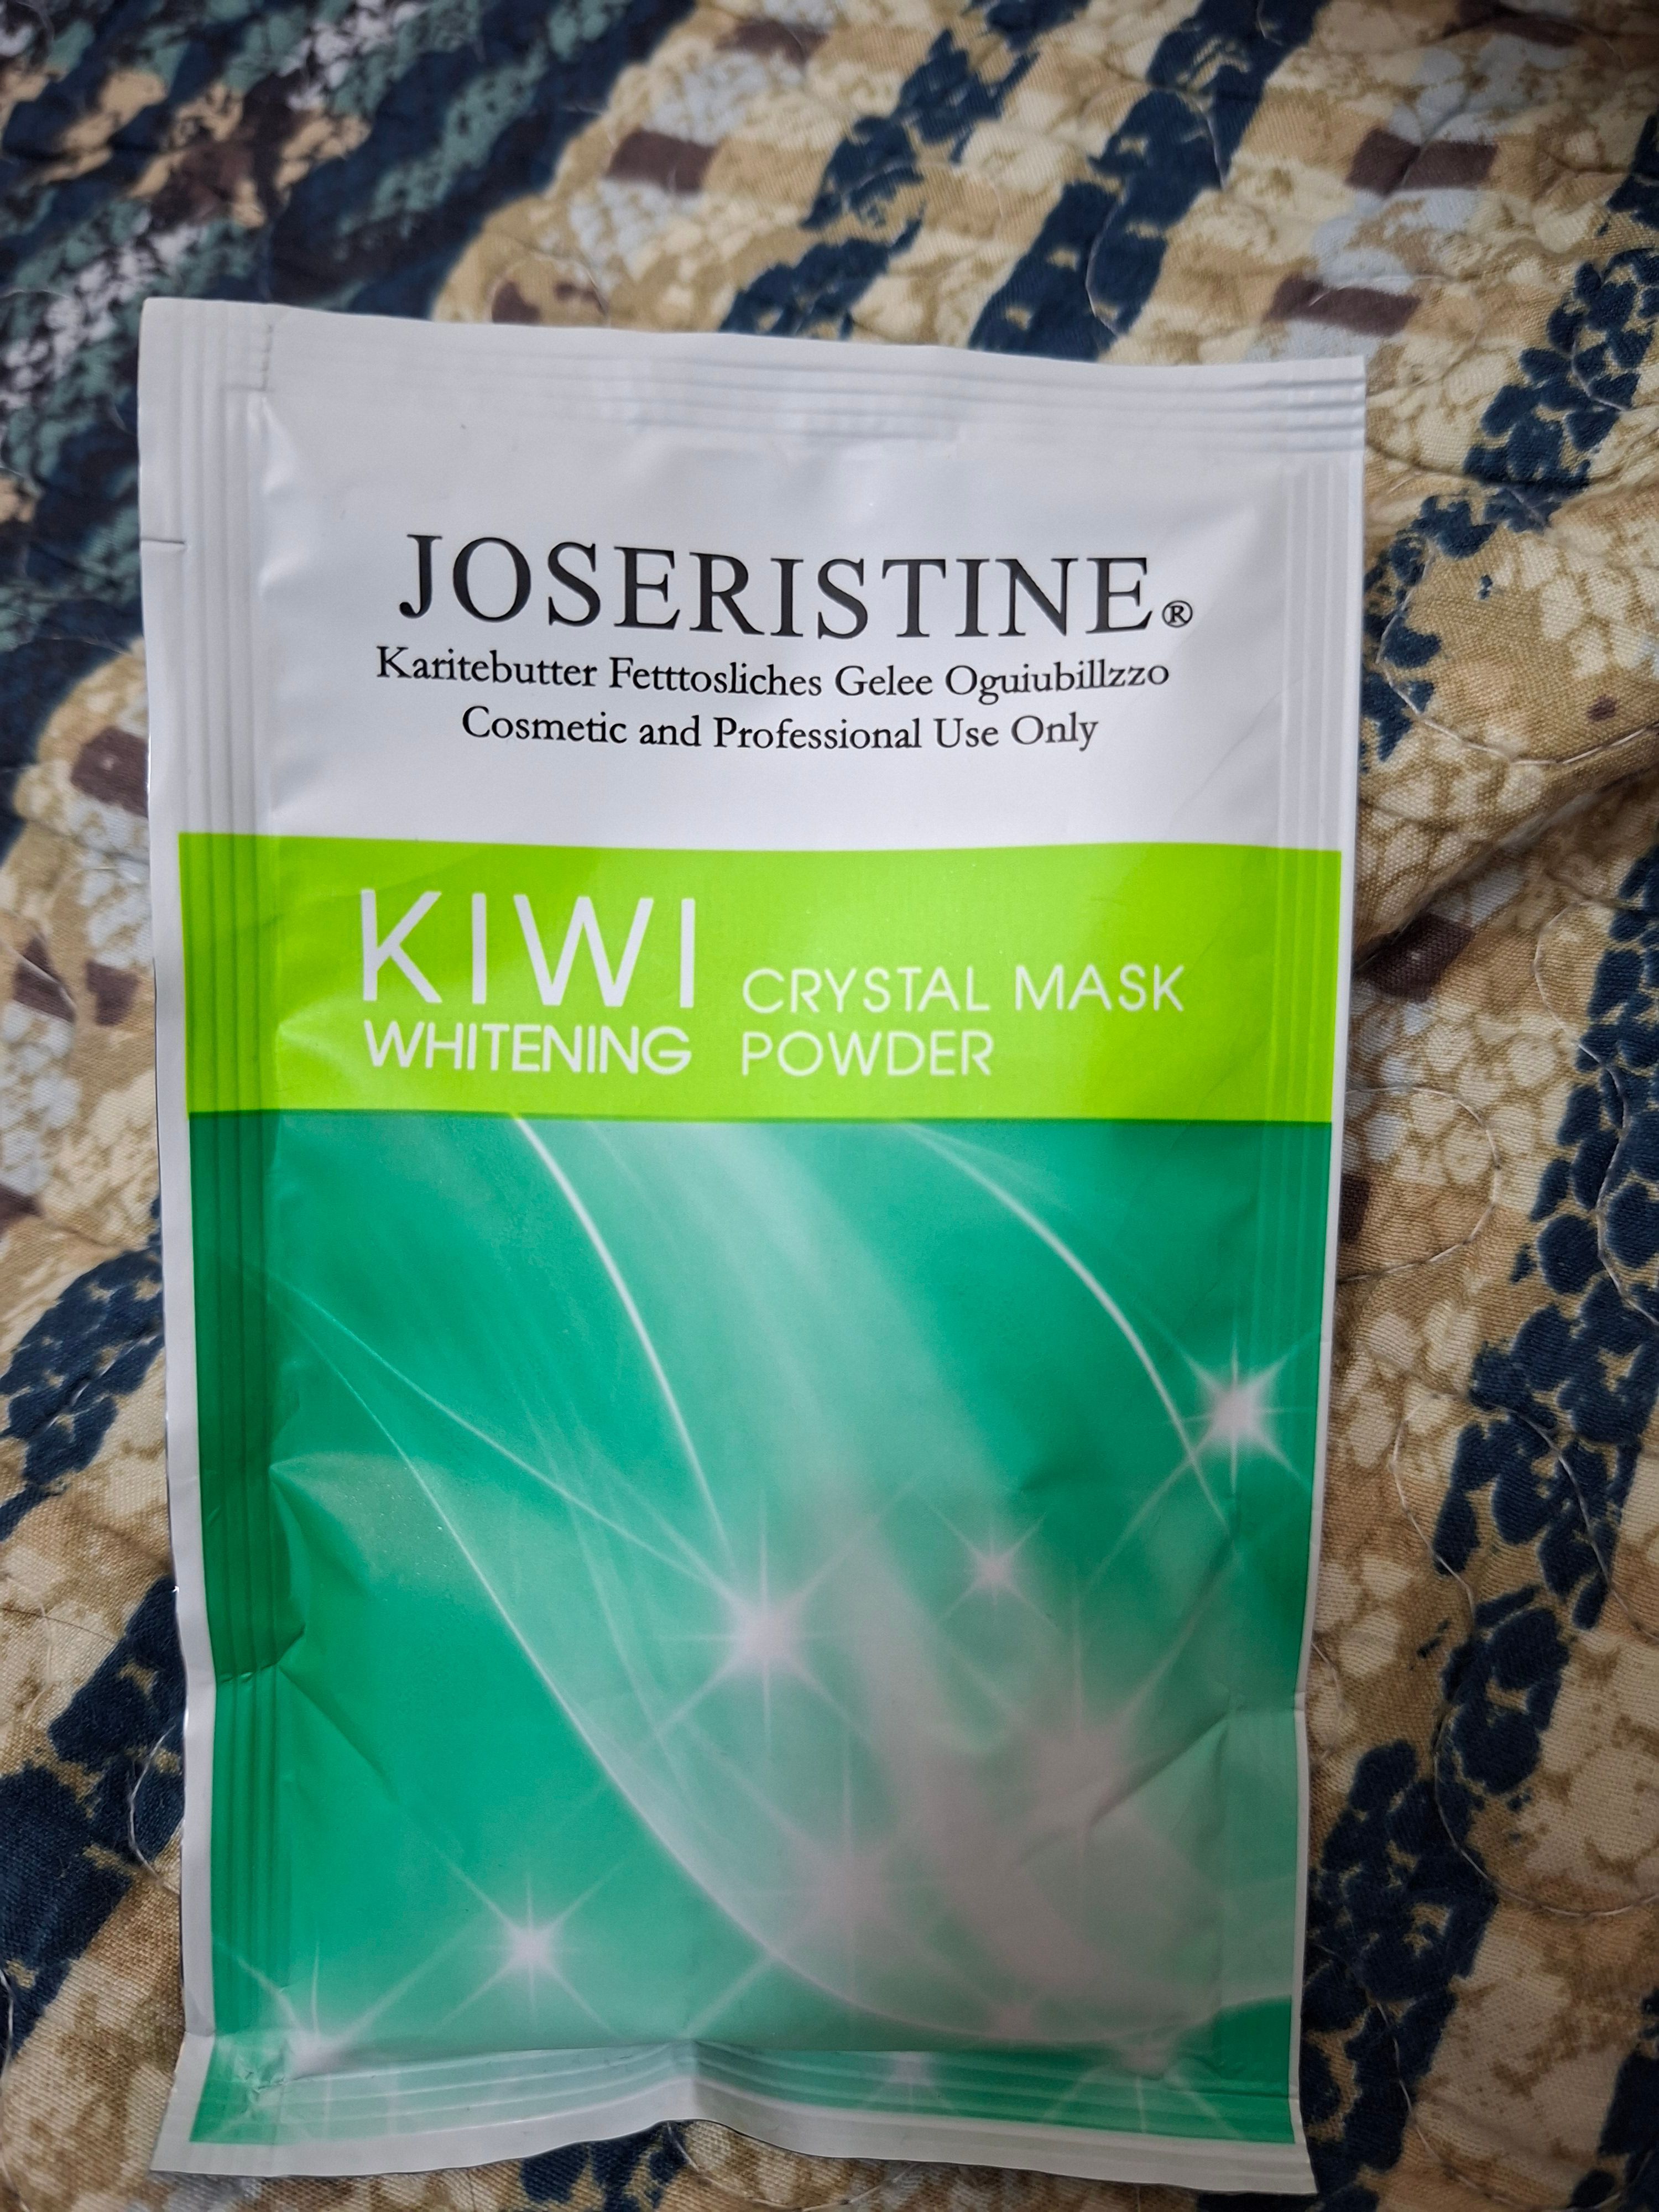 JOSERISTINE®
Karitebutter Fetttosliches Gelee Oguiubillzzo
Cosmetic and Professional Use Only
KIWI CRYSTAL MASK
WHITENING POWDER